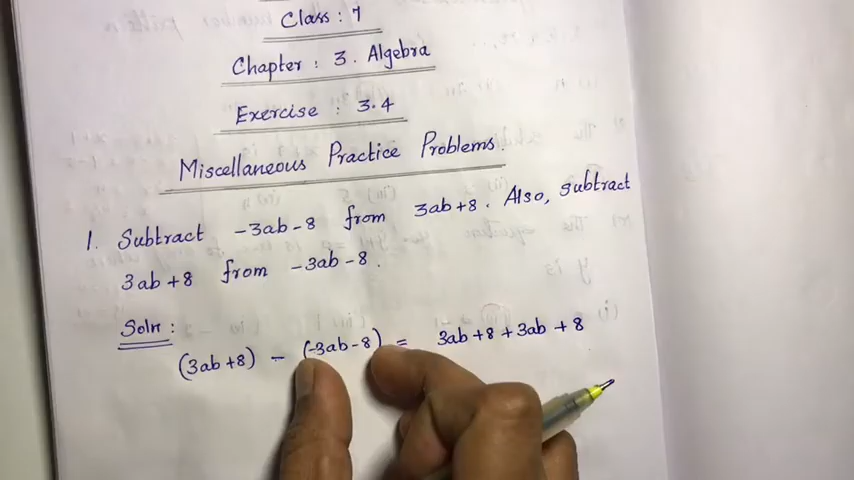 Class : 7
Chapter : 3. Algebra
Exercise : 3.4
Miscellaneous Practice Problems.
1. Subtract -3ab-8 from 3ab+8. Also, subtract
3ab+8 from -3ab-8.
Soln :
(3ab+8) - (-3ab-8) = 3ab+8+3ab+8